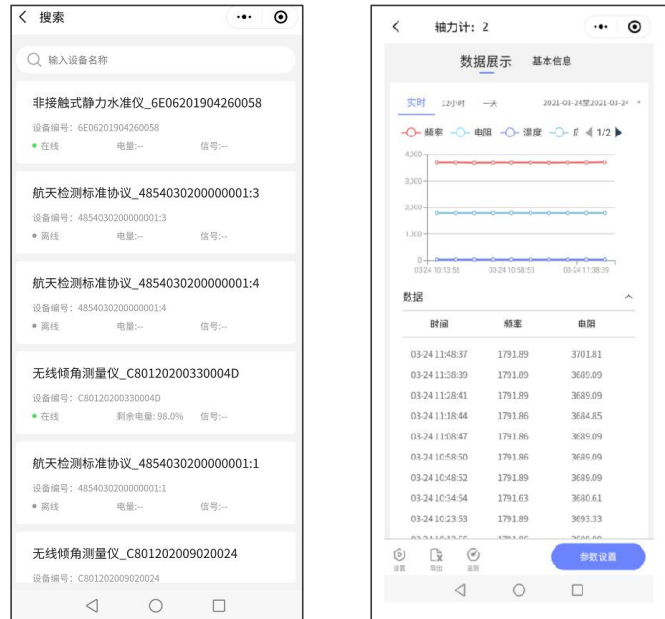 搜索
输入设备名称
非接触式静力水准仪_6E06201904260058
设备编号：6E06201904260058
在线 电量:-- 信号:--
航天检测标准协议_4854030200000001:3
设备编号：4854030200000001:3
离线 电量:-- 信号:--
航天检测标准协议_4854030200000001:4
设备编号：4854030200000001:4
离线 电量:-- 信号:--
无线倾角测量仪_C80120200330004D
设备编号：C80120200330004D
在线 剩余电量: 98.0% 信号:--
航天检测标准协议_4854030200000001:1
设备编号：4854030200000001:1
离线 电量:-- 信号:--
无线倾角测量仪_C801202009020024
设备编号：C801202009020024
轴力计：2
数据展示 基本信息
实时 12小时 一天 2021-03-24至2021-03-24
频率 电阻 温度 1/2
4,000
3,000
2,000
1,000
0
03-24 10:13:56 03-24 10:58:50 03-24 11:38:39
数据
时间 频率 电阻
03-24 11:48:37 1791.89 3701.81
03-24 11:38:39 1791.89 3689.09
03-24 11:28:41 1791.89 3689.09
03-24 11:18:44 1791.86 3684.85
03-24 11:08:47 1791.86 3689.09
03-24 10:58:50 1791.86 3689.09
03-24 10:48:52 1791.89 3689.09
03-24 10:34:54 1791.63 3680.61
03-24 10:23:53 1791.89 3693.33
设置 导出 参数设置